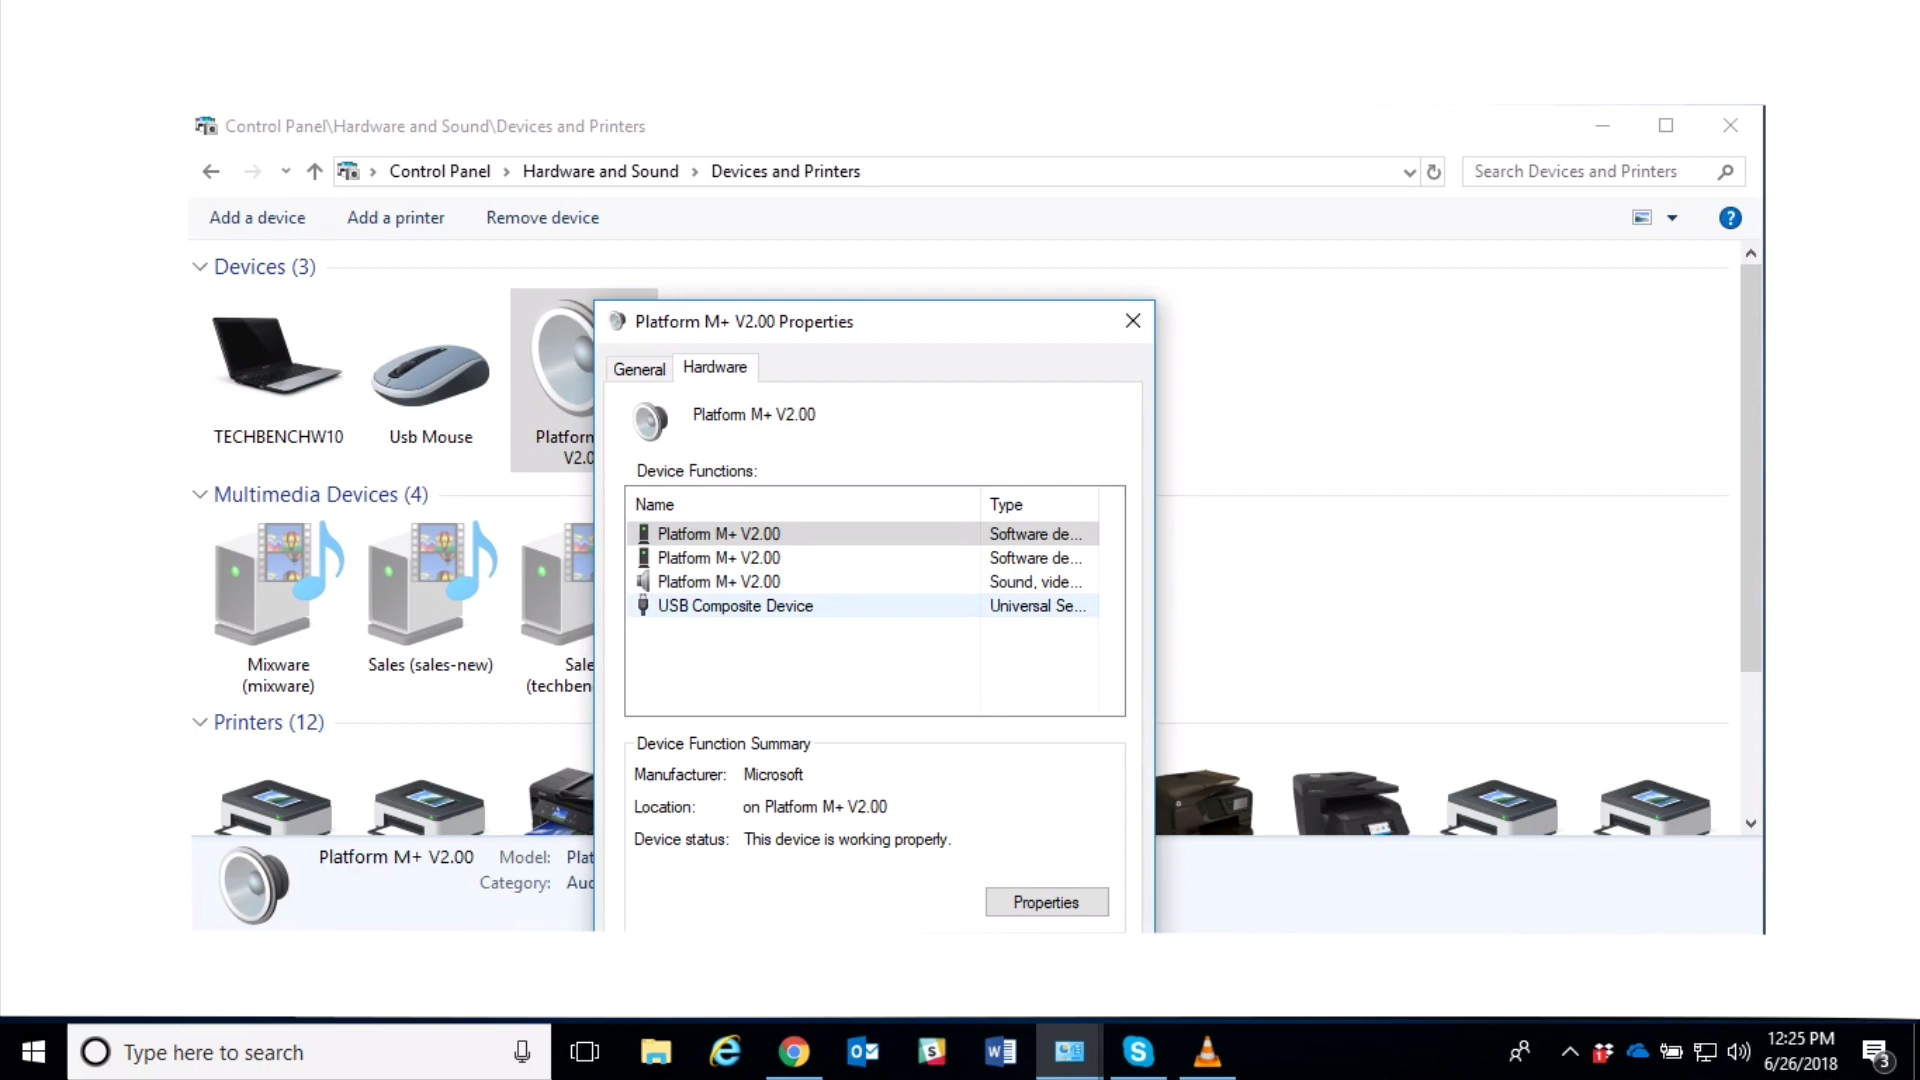 Control Panel\Hardware and Sound\Devices and Printers
Control Panel > Hardware and Sound > Devices and Printers
Search Devices and Printers
Add a device
Add a printer
Remove device
?
Devices (3)
TECHBENCHW10
Usb Mouse
Platform
V2.0
Multimedia Devices (4)
Mixware
(mixware)
Sales (sales-new)
Sale
(techben
Printers (12)
Platform M+ V2.00
Model: Plat
Category: Aud
Platform M+ V2.00 Properties
General
Hardware
Platform M+ V2.00
Device Functions:
Name Type
Platform M+ V2.00 Software de...
Platform M+ V2.00 Software de...
Platform M+ V2.00 Sound, vide...
USB Composite Device Universal Se...
Device Function Summary
Manufacturer: Microsoft
Location: on Platform M+ V2.00
Device status: This device is working properly.
Properties
Type here to search
12:25 PM
6/26/2018
3